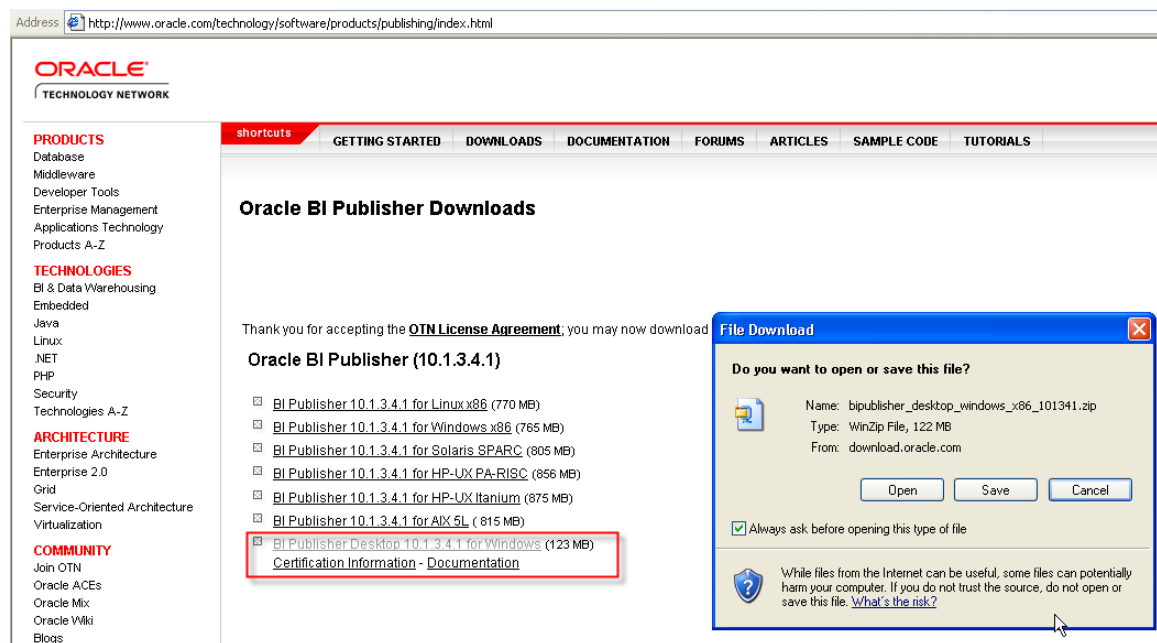 Address http://www.oracle.com/technology/software/products/publishing/index.html
ORACLE
TECHNOLOGY NETWORK
shortcuts GETTING STARTED DOWNLOADS DOCUMENTATION FORUMS ARTICLES SAMPLE CODE TUTORIALS
PRODUCTS
Database
Middleware
Developer Tools
Enterprise Management
Applications Technology
Products A-Z
TECHNOLOGIES
BI & Data Warehousing
Embedded
Java
Linux
.NET
PHP
Security
Technologies A-Z
ARCHITECTURE
Enterprise Architecture
Enterprise 2.0
Grid
Service-Oriented Architecture
Virtualization
COMMUNITY
Join OTN
Oracle ACEs
Oracle Mix
Oracle Wiki
Blogs
Oracle BI Publisher Downloads
Thank you for accepting the OTN License Agreement; you may now download
Oracle BI Publisher (10.1.3.4.1)
BI Publisher 10.1.3.4.1 for Linux x86 (770 MB)
BI Publisher 10.1.3.4.1 for Windows x86 (765 MB)
BI Publisher 10.1.3.4.1 for Solaris SPARC (805 MB)
BI Publisher 10.1.3.4.1 for HP-UX PA-RISC (856 MB)
BI Publisher 10.1.3.4.1 for HP-UX Itanium (875 MB)
BI Publisher 10.1.3.4.1 for AIX 5L ( 815 MB)
BI Publisher Desktop 10.1.3.4.1 for Windows (123 MB)
Certification Information - Documentation
File Download
Do you want to open or save this file?
Name: bipublisher_desktop_windows_x86_101341.zip
Type: WinZip File, 122 MB
From: download.oracle.com
Open Save Cancel
Always ask before opening this type of file
While files from the Internet can be useful, some files can potentially
harm your computer. If you do not trust the source, do not open or
save this file. What's the risk?